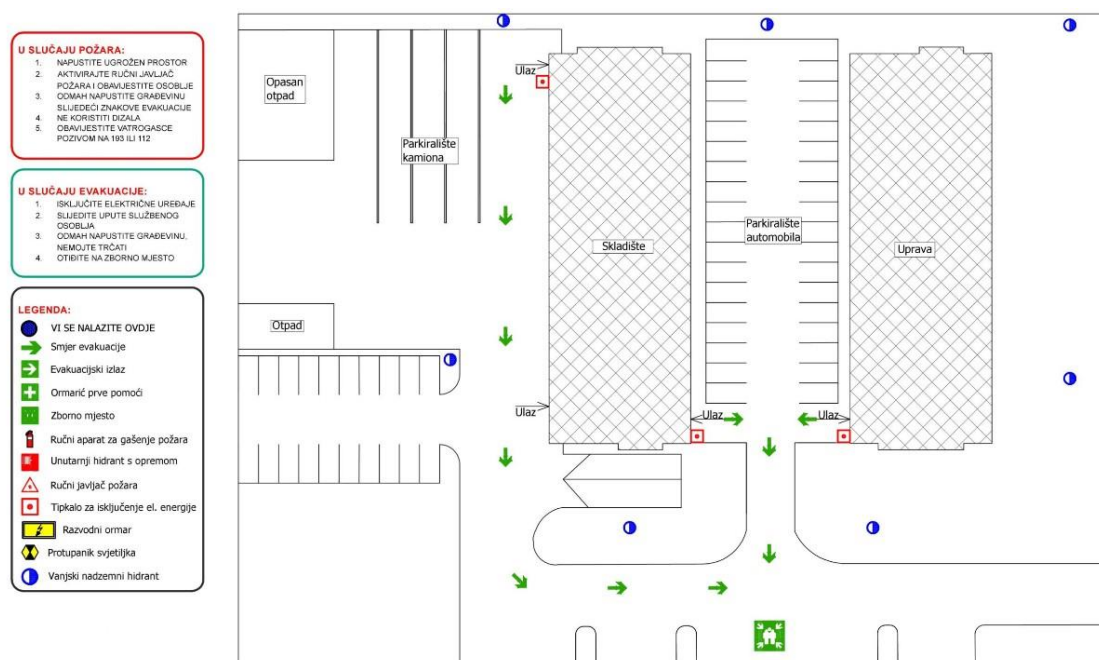 U SLUČAJU POŽARA:
1. NAPUSTITE UGROŽEN PROSTOR
2. AKTIVIRAJTE RUČNI JAVLJAČ
POŽARA I OBAVIJESTITE OSOBLJE
3. ODMAH NAPUSTITE GRAĐEVINU
SLIJEDEĆI ZNAKOVE EVAKUACIJE
4. NE KORISTITI DIZALA
5. OBAVIJESTITE VATROGASCE
POZIVOM NA 193 ILI 112
U SLUČAJU EVAKUACIJE:
1. ISKLJUČITE ELEKTRIČNE UREĐAJE
2. SLIJEDITE UPUTE SLUŽBENOG
OSOBLJA
3. ODMAH NAPUSTITE GRAĐEVINU,
NEMOJTE TRČATI
4. OTIĐITE NA ZBORNO MJESTO
LEGENDA:
VI SE NALAZITE OVDJE
Smjer evakuacije
Evakuacijski izlaz
Ormarić prve pomoći
Zborno mjesto
Ručni aparat za gašenje požara
Unutarnji hidrant s opremom
Ručni javljač požara
Tipkalo za isključenje el. energije
Razvodni ormar
Protupanik svjetiljka
Vanjski nadzemni hidrant
Opasan
otpad
Parkiralište
kamiona
Ulaz
Skladište
Parkiralište
automobila
Uprava
Otpad
Ulaz
Ulaz
Ulaz